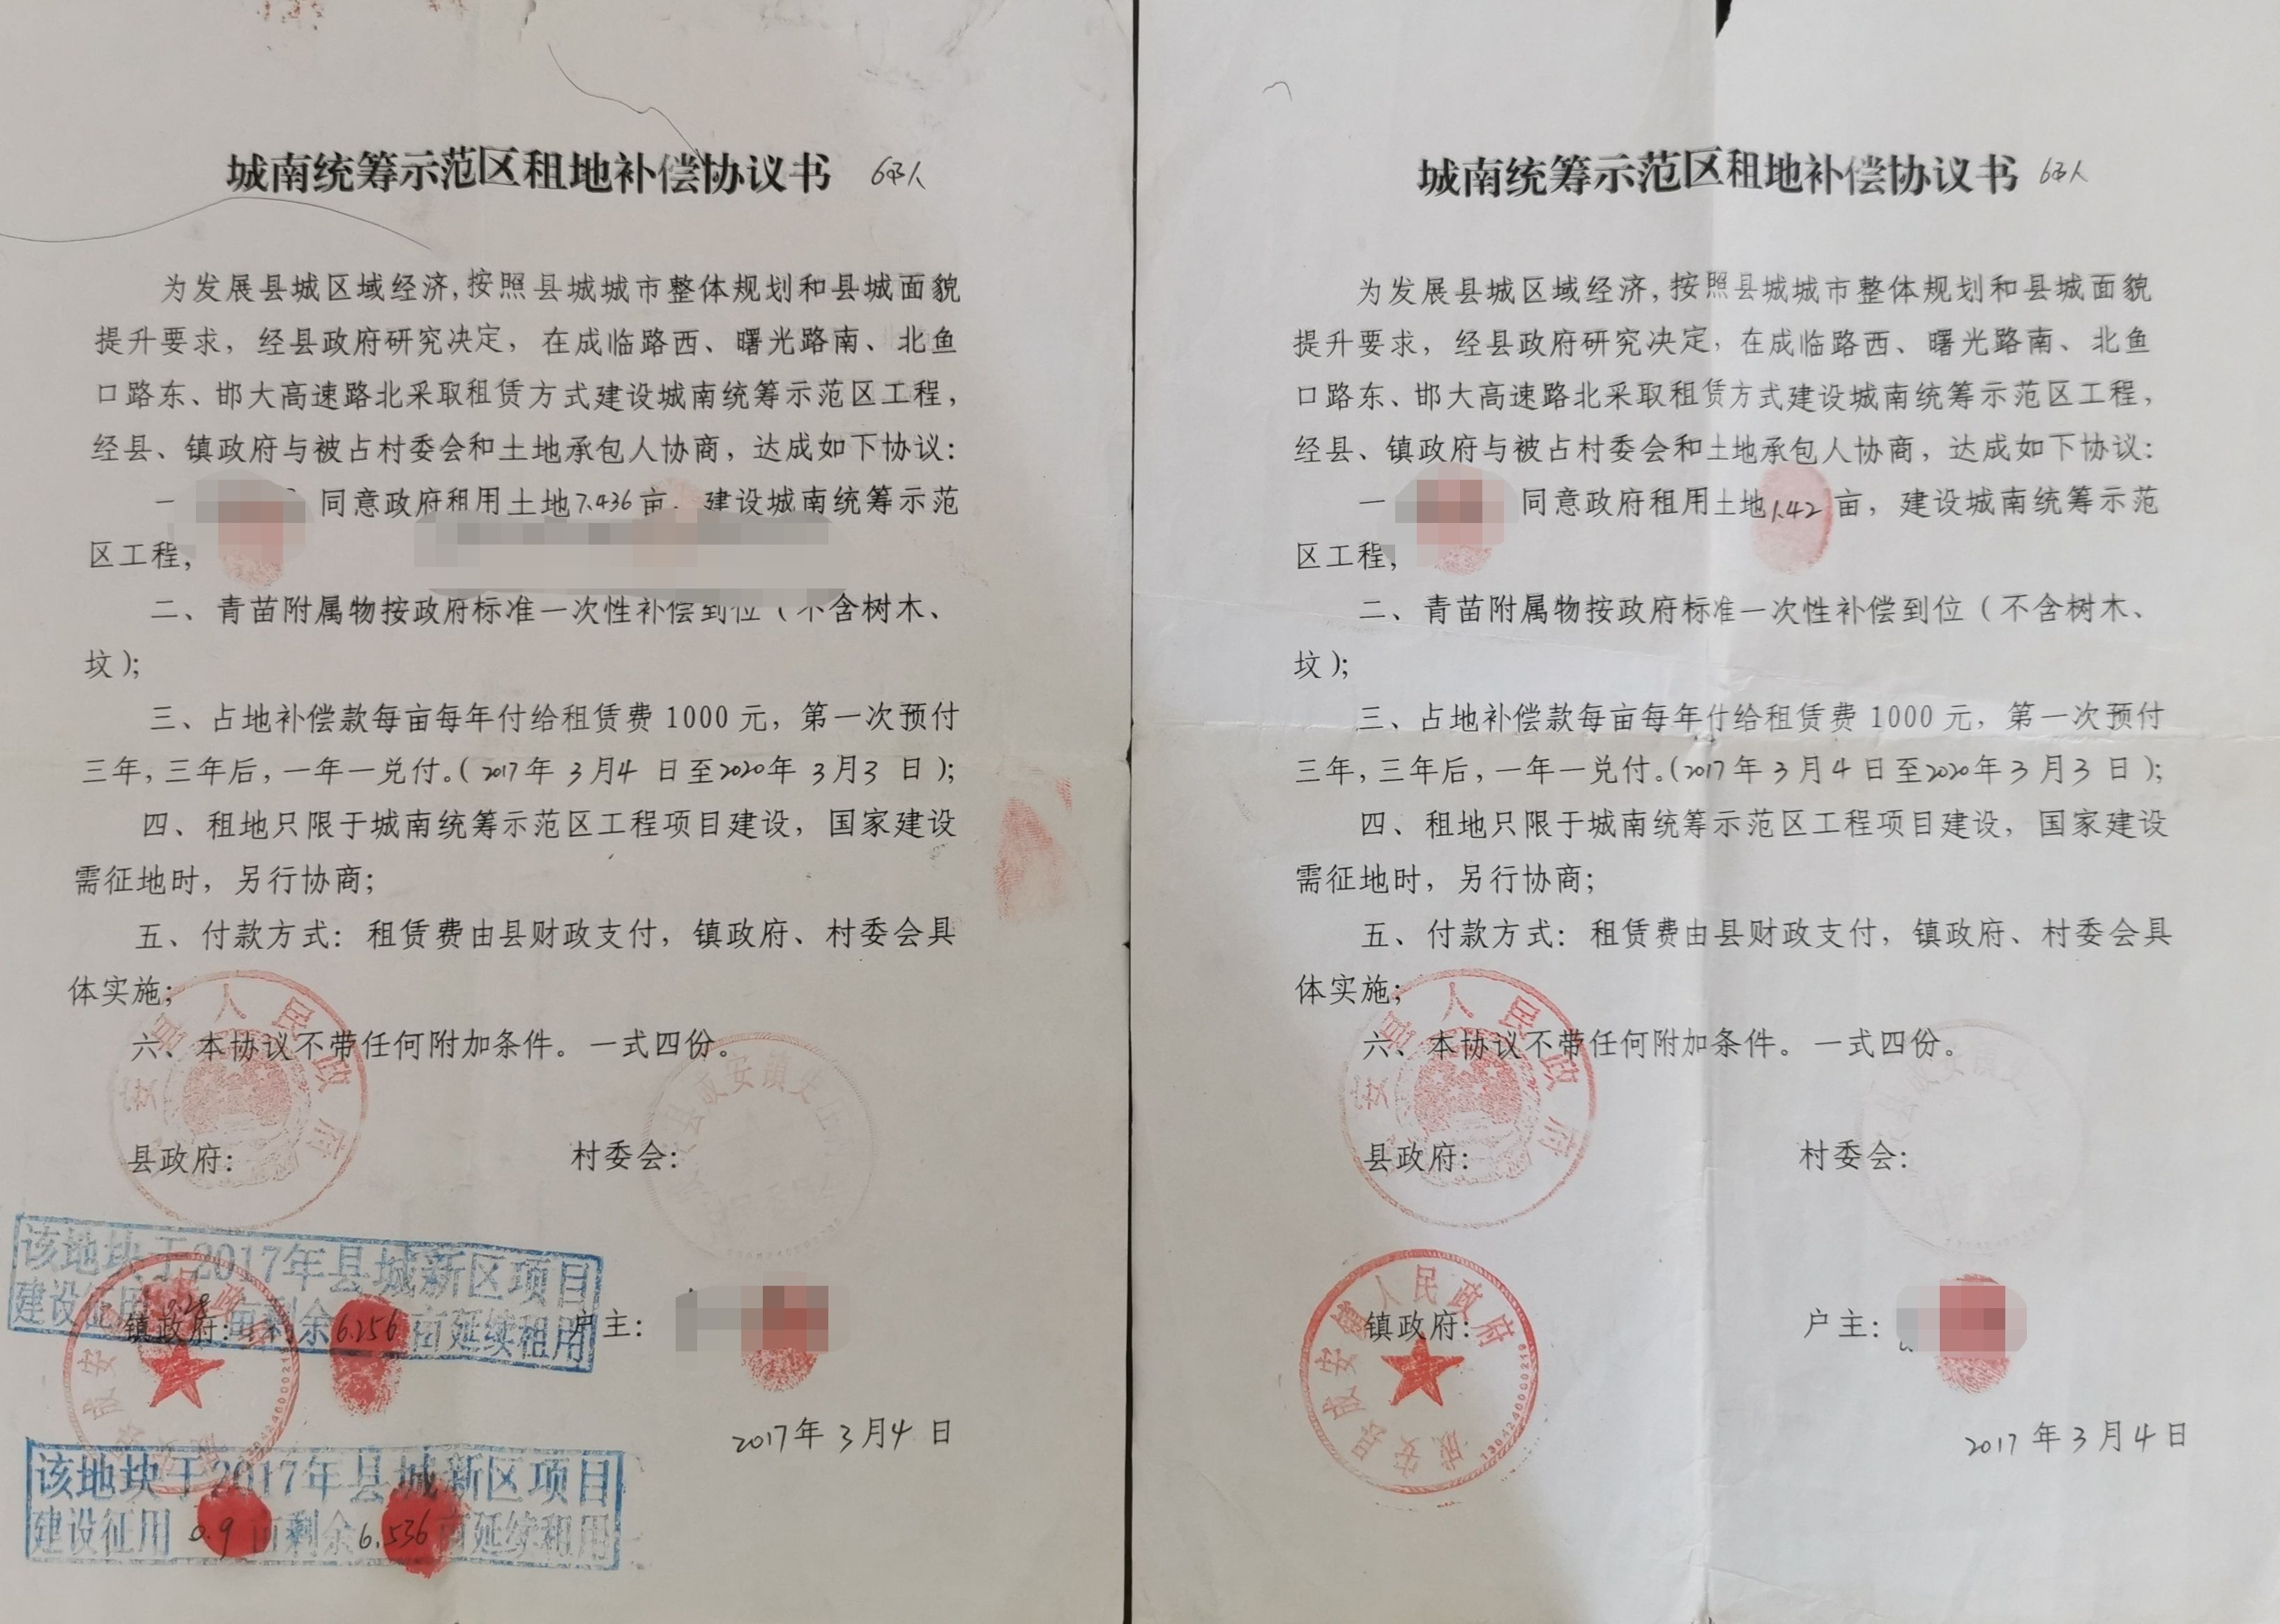 城南统筹示范区租地补偿协议书 6人
为发展县城区域经济,按照县城城市整体规划和县城面貌
提升要求，经县政府研究决定，在成临路西、曙光路南、北鱼
口路东、邯大高速路北采取租赁方式建设城南统筹示范区工程，
经县、镇政府与被占村委会和土地承包人协商，达成如下协议：
一 同意政府租用土地7.436亩，建设城南统筹示范
区工程,
二、青苗附属物按政府标准一次性补偿到位（不含树木、
坟）；
三、占地补偿款每亩每年付给租赁费1000元，第一次预付
三年,三年后,一年一兑付。(2017年3月4日至2020年3月3日)；
四、租地只限于城南统筹示范区工程项目建设，国家建设
需征地时，另行协商；
五、付款方式：租赁费由县财政支付，镇政府、村委会具
体实施；
六、本协议不带任何附加条件。一式四份。
安县人民政府
县政府：
村委会：
该地块于2017年县城新区项目
建设征用 亩剩余6.256亩延续租用
镇政府：
户主：
2017年3月4日
该地块于2017年县城新区项目
建设征用0.9亩剩余6.536亩延续租用
城南统筹示范区租地补偿协议书 6人
为发展县城区域经济,按照县城城市整体规划和县城面貌
提升要求，经县政府研究决定，在成临路西、曙光路南、北鱼
口路东、邯大高速路北采取租赁方式建设城南统筹示范区工程，
经县、镇政府与被占村委会和土地承包人协商，达成如下协议：
一 同意政府租用土地1.42亩，建设城南统筹示范
区工程,
二、青苗附属物按政府标准一次性补偿到位（不含树木、
坟）；
三、占地补偿款每亩每年付给租赁费1000元，第一次预付
三年,三年后,一年一兑付。(2017年3月4日至2020年3月3日)；
四、租地只限于城南统筹示范区工程项目建设，国家建设
需征地时，另行协商；
五、付款方式：租赁费由县财政支付，镇政府、村委会具
体实施；
六、本协议不带任何附加条件。一式四份。
安县人民政府
县政府：
村委会：
成安县成安镇人民政府
镇政府：
户主：
2017年3月4日